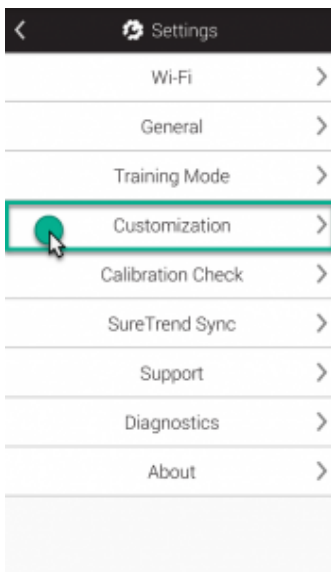 Settings
Wi-Fi
General
Training Mode
Customization
Calibration Check
SureTrend Sync
Support
Diagnostics
About